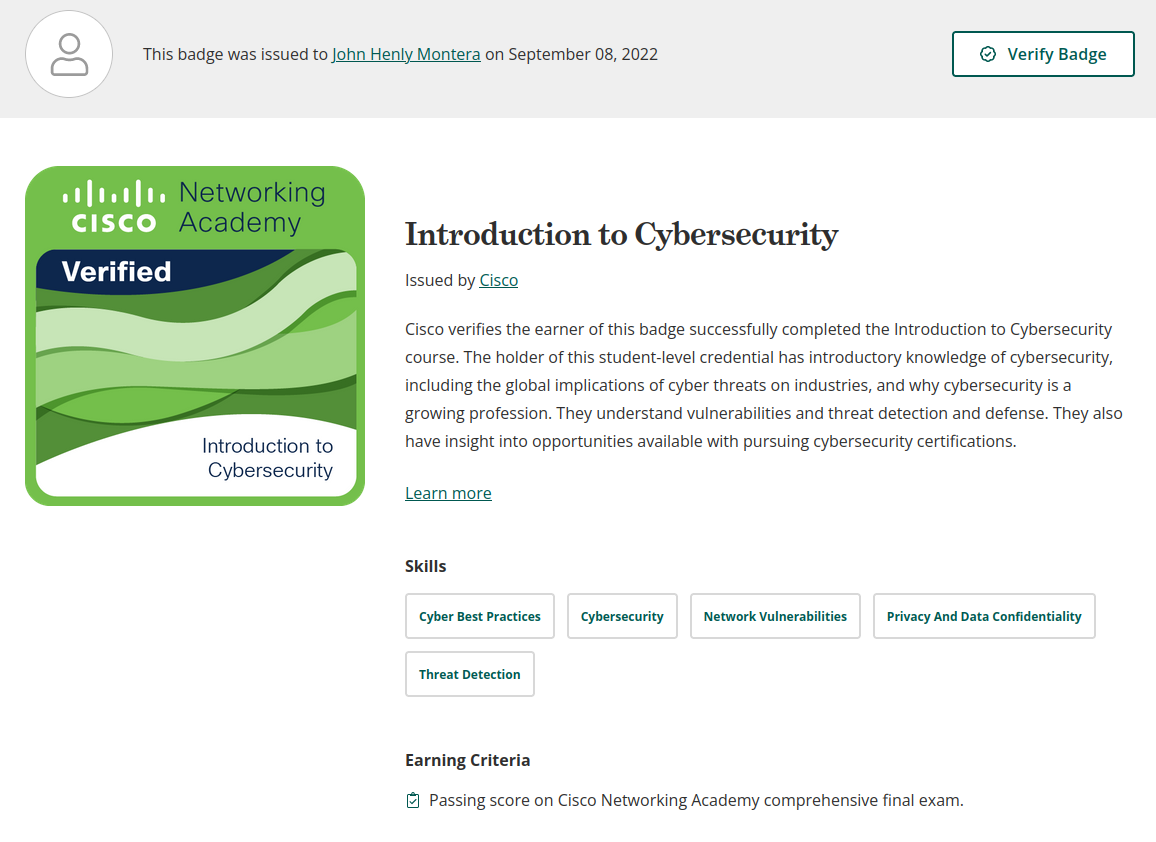 This badge was issued to John Henly Montera on September 08, 2022
Verify Badge
CISCO
Networking
Academy
Verified
Introduction to
Cybersecurity
Introduction to Cybersecurity
Issued by Cisco
Cisco verifies the earner of this badge successfully completed the Introduction to Cybersecurity
course. The holder of this student-level credential has introductory knowledge of cybersecurity,
including the global implications of cyber threats on industries, and why cybersecurity is a
growing profession. They understand vulnerabilities and threat detection and defense. They also
have insight into opportunities available with pursuing cybersecurity certifications.
Learn more
Skills
Cyber Best Practices
Cybersecurity
Network Vulnerabilities
Privacy And Data Confidentiality
Threat Detection
Earning Criteria
Passing score on Cisco Networking Academy comprehensive final exam.